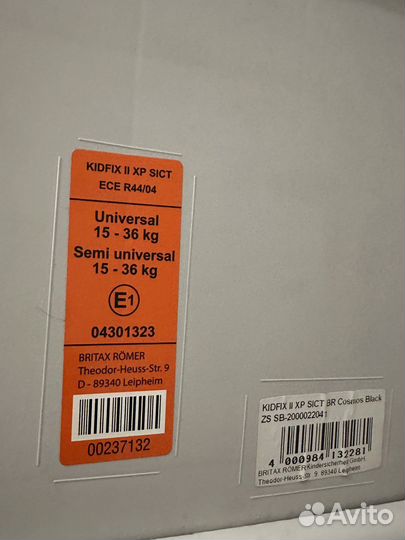 KIDFIX II XP SICT
ECE R44/04
Universal
15 - 36 kg
Semi universal
15 - 36 kg
E1
04301323
BRITAX RÖMER
Theodor-Heuss-Str. 9
D - 89340 Leipheim
00237132
KIDFIX II XP SICT BR Cosmos Black
ZS SB-2000022041
4 000984 132281
BRITAX RÖMER Kindersicherheit GmbH,
Theodor-Heuss-Str. 9, 89340 Leipheim
Avito